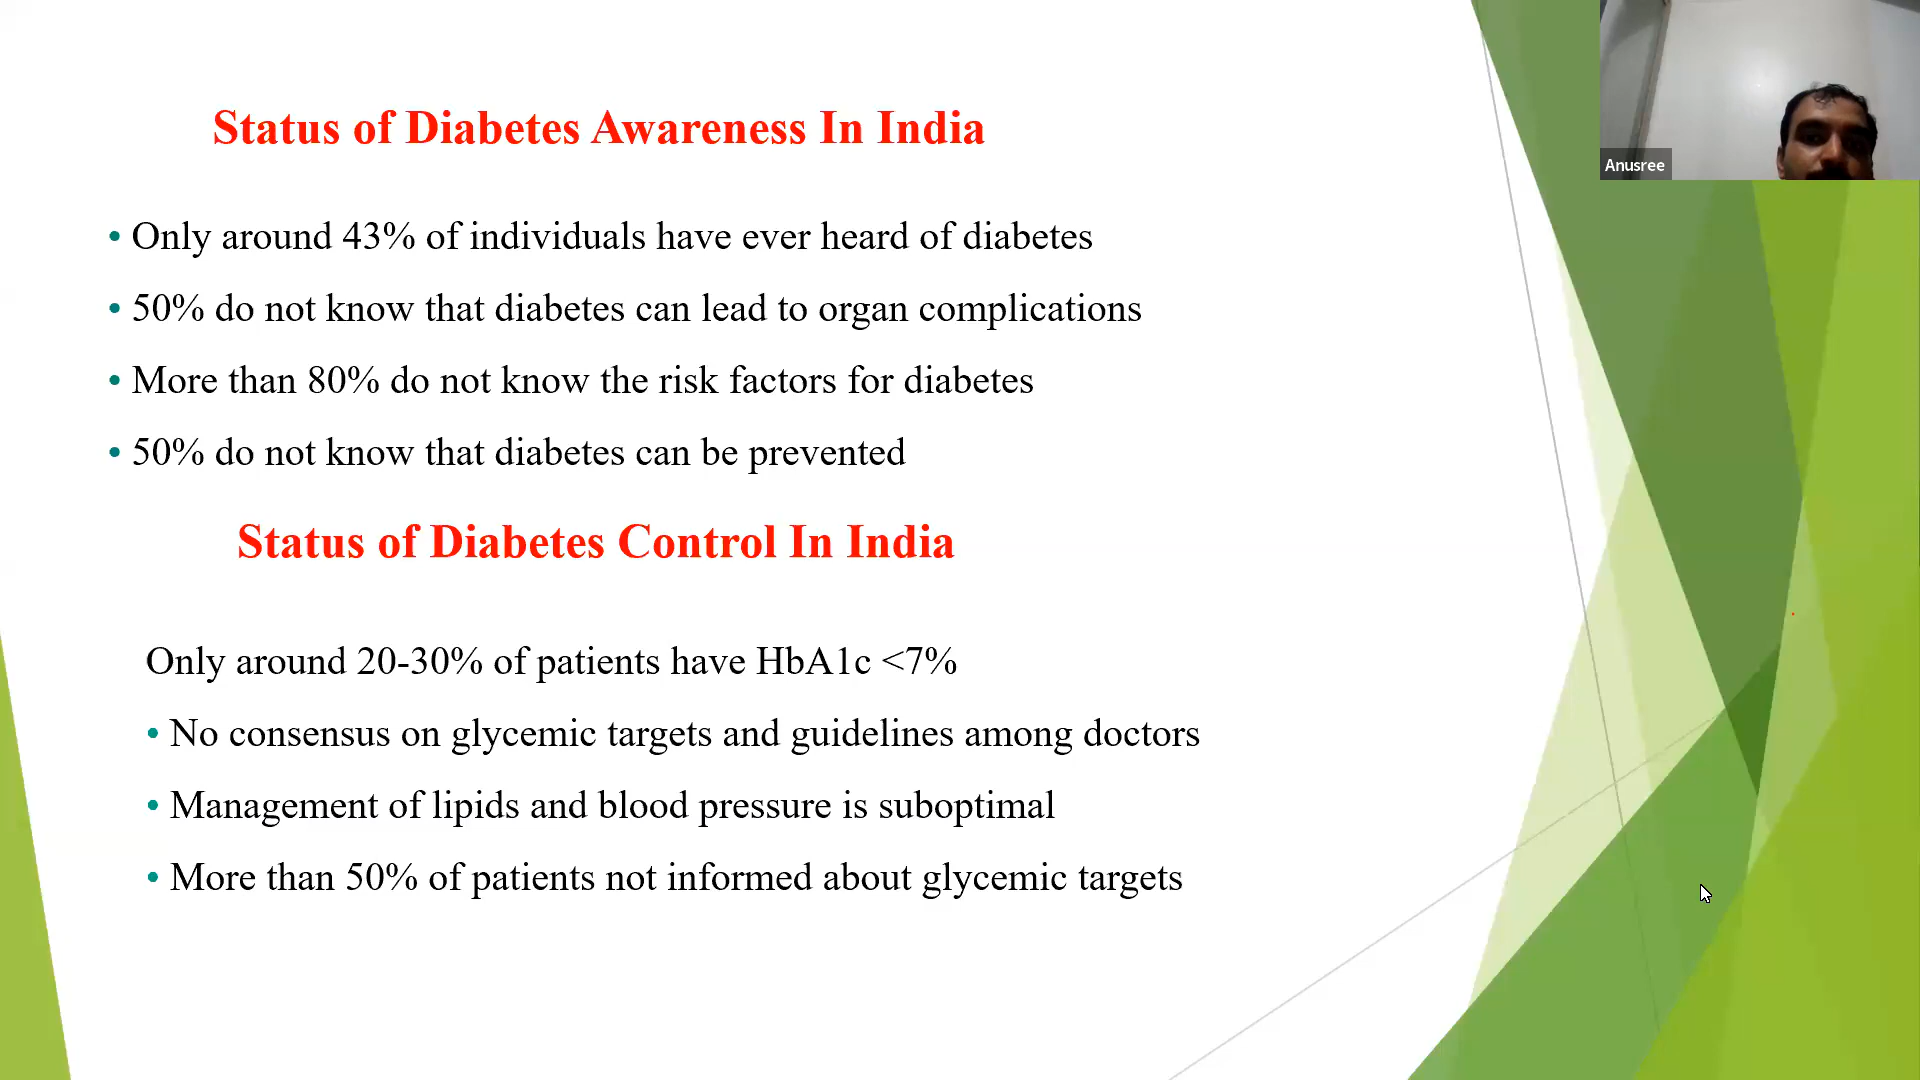 Status of Diabetes Awareness In India
Anusree
• Only around 43% of individuals have ever heard of diabetes
• 50% do not know that diabetes can lead to organ complications
• More than 80% do not know the risk factors for diabetes
• 50% do not know that diabetes can be prevented
Status of Diabetes Control In India
Only around 20-30% of patients have HbA1c <7%
• No consensus on glycemic targets and guidelines among doctors
• Management of lipids and blood pressure is suboptimal
• More than 50% of patients not informed about glycemic targets